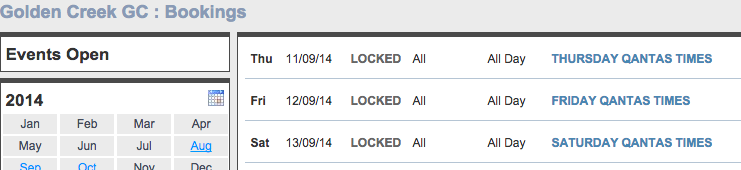 Golden Creek GC : Bookings
Events Open
2014
Jan Feb Mar Apr
May Jun Jul Aug
Sep Oct Nov Dec
Thu 11/09/14 LOCKED All All Day THURSDAY QANTAS TIMES
Fri 12/09/14 LOCKED All All Day FRIDAY QANTAS TIMES
Sat 13/09/14 LOCKED All All Day SATURDAY QANTAS TIMES